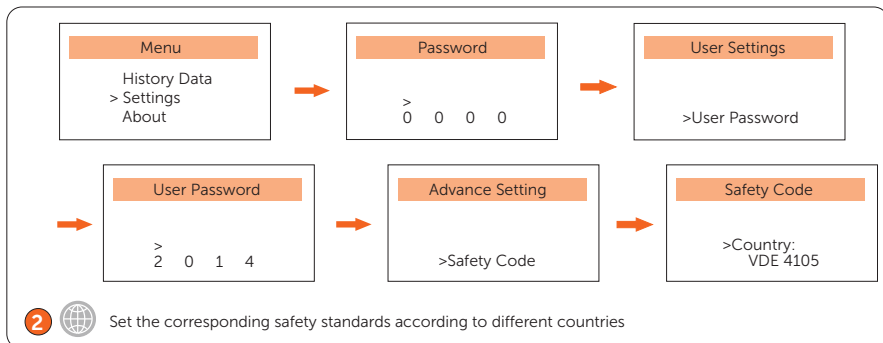 Menu
History Data
> Settings
About
Password
>
0 0 0 0
User Settings
>User Password
User Password
>
2 0 1 4
Advance Setting
>Safety Code
Safety Code
>Country:
VDE 4105
2
Set the corresponding safety standards according to different countries